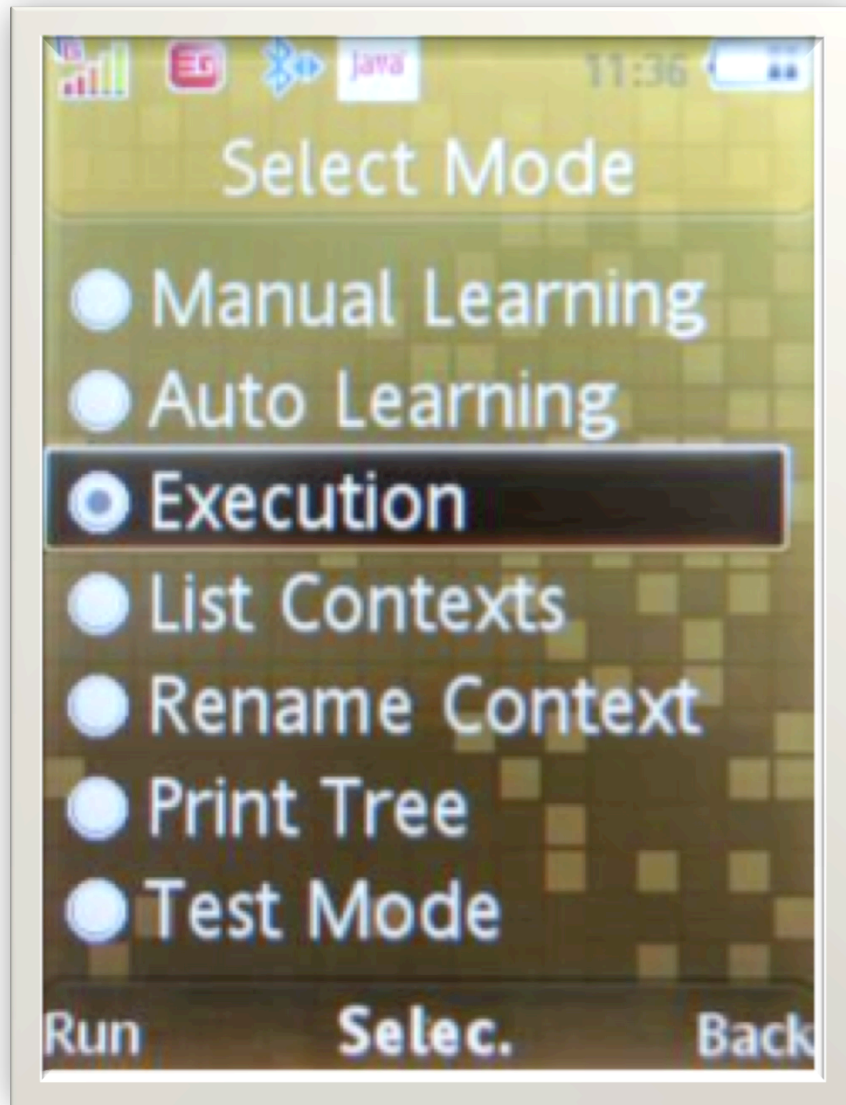 Java
11:36
Select Mode
Manual Learning
Auto Learning
Execution
List Contexts
Rename Context
Print Tree
Test Mode
Run Selec. Back